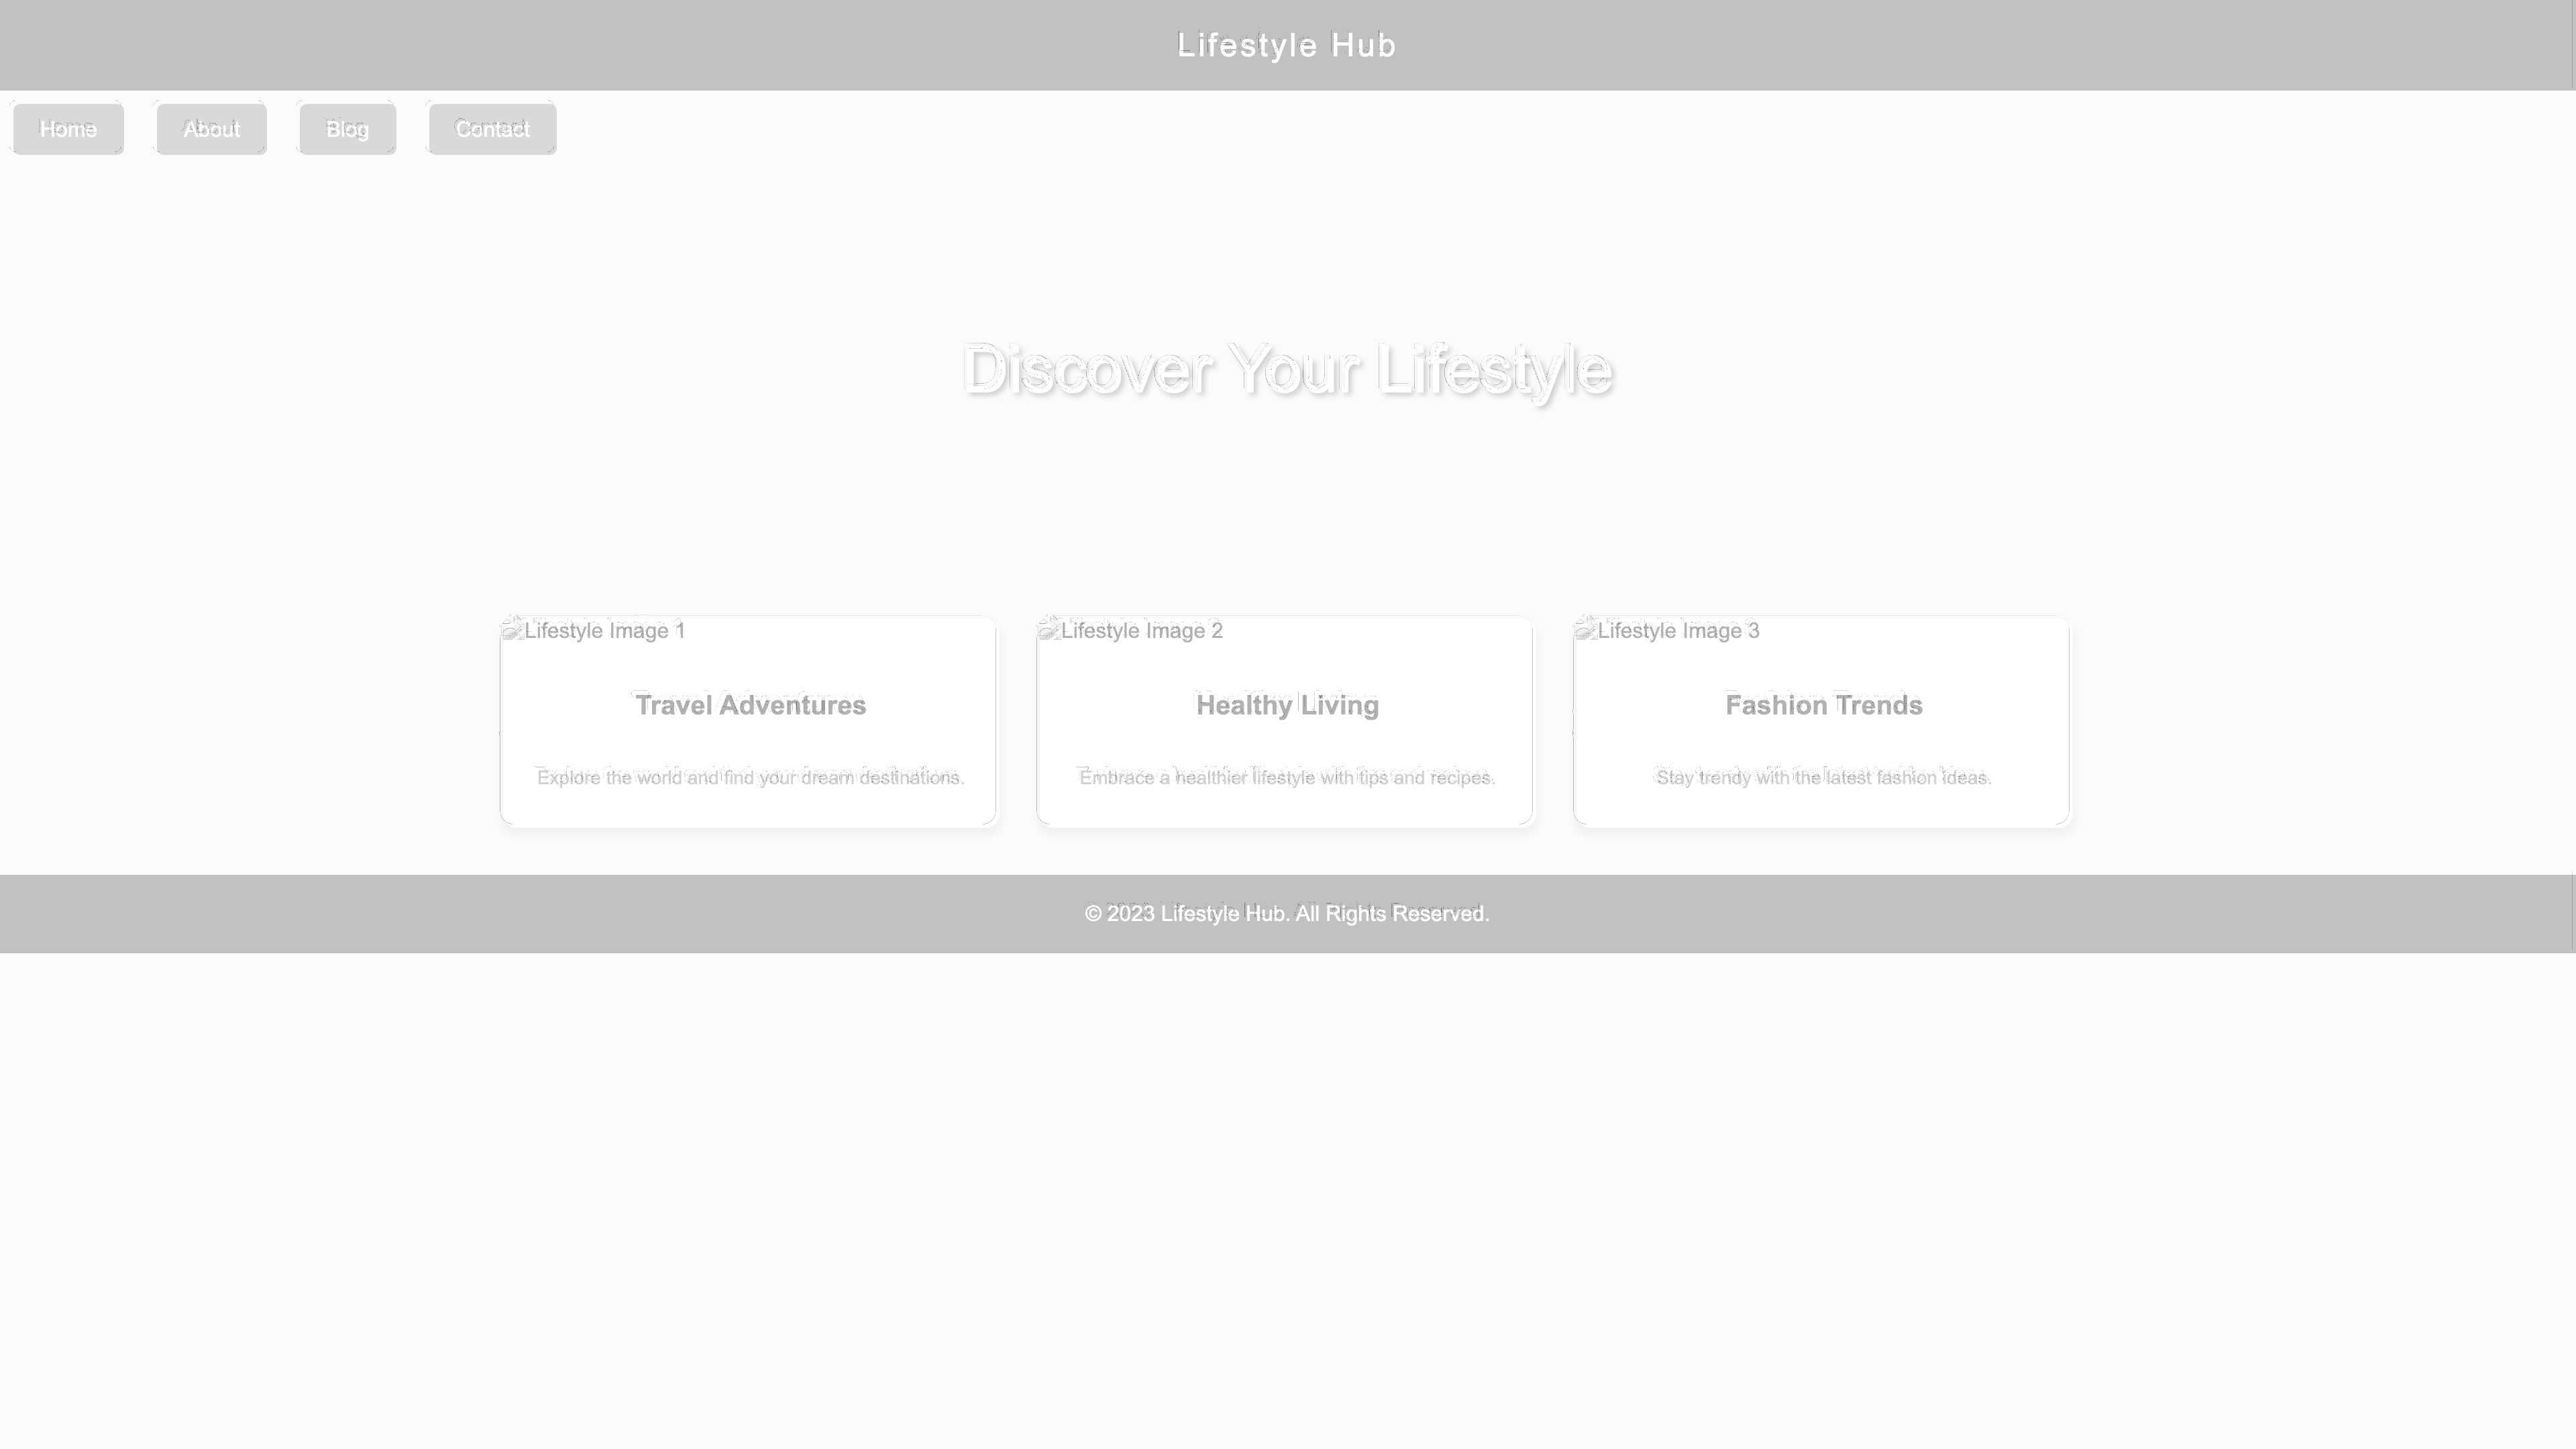 Lifestyle Hub
Home About Blog Contact
Discover Your Lifestyle
Lifestyle Image 1
Travel Adventures
Explore the world and find your dream destinations.
Lifestyle Image 2
Healthy Living
Embrace a healthier lifestyle with tips and recipes.
Lifestyle Image 3
Fashion Trends
Stay trendy with the latest fashion ideas.
© 2023 Lifestyle Hub. All Rights Reserved.